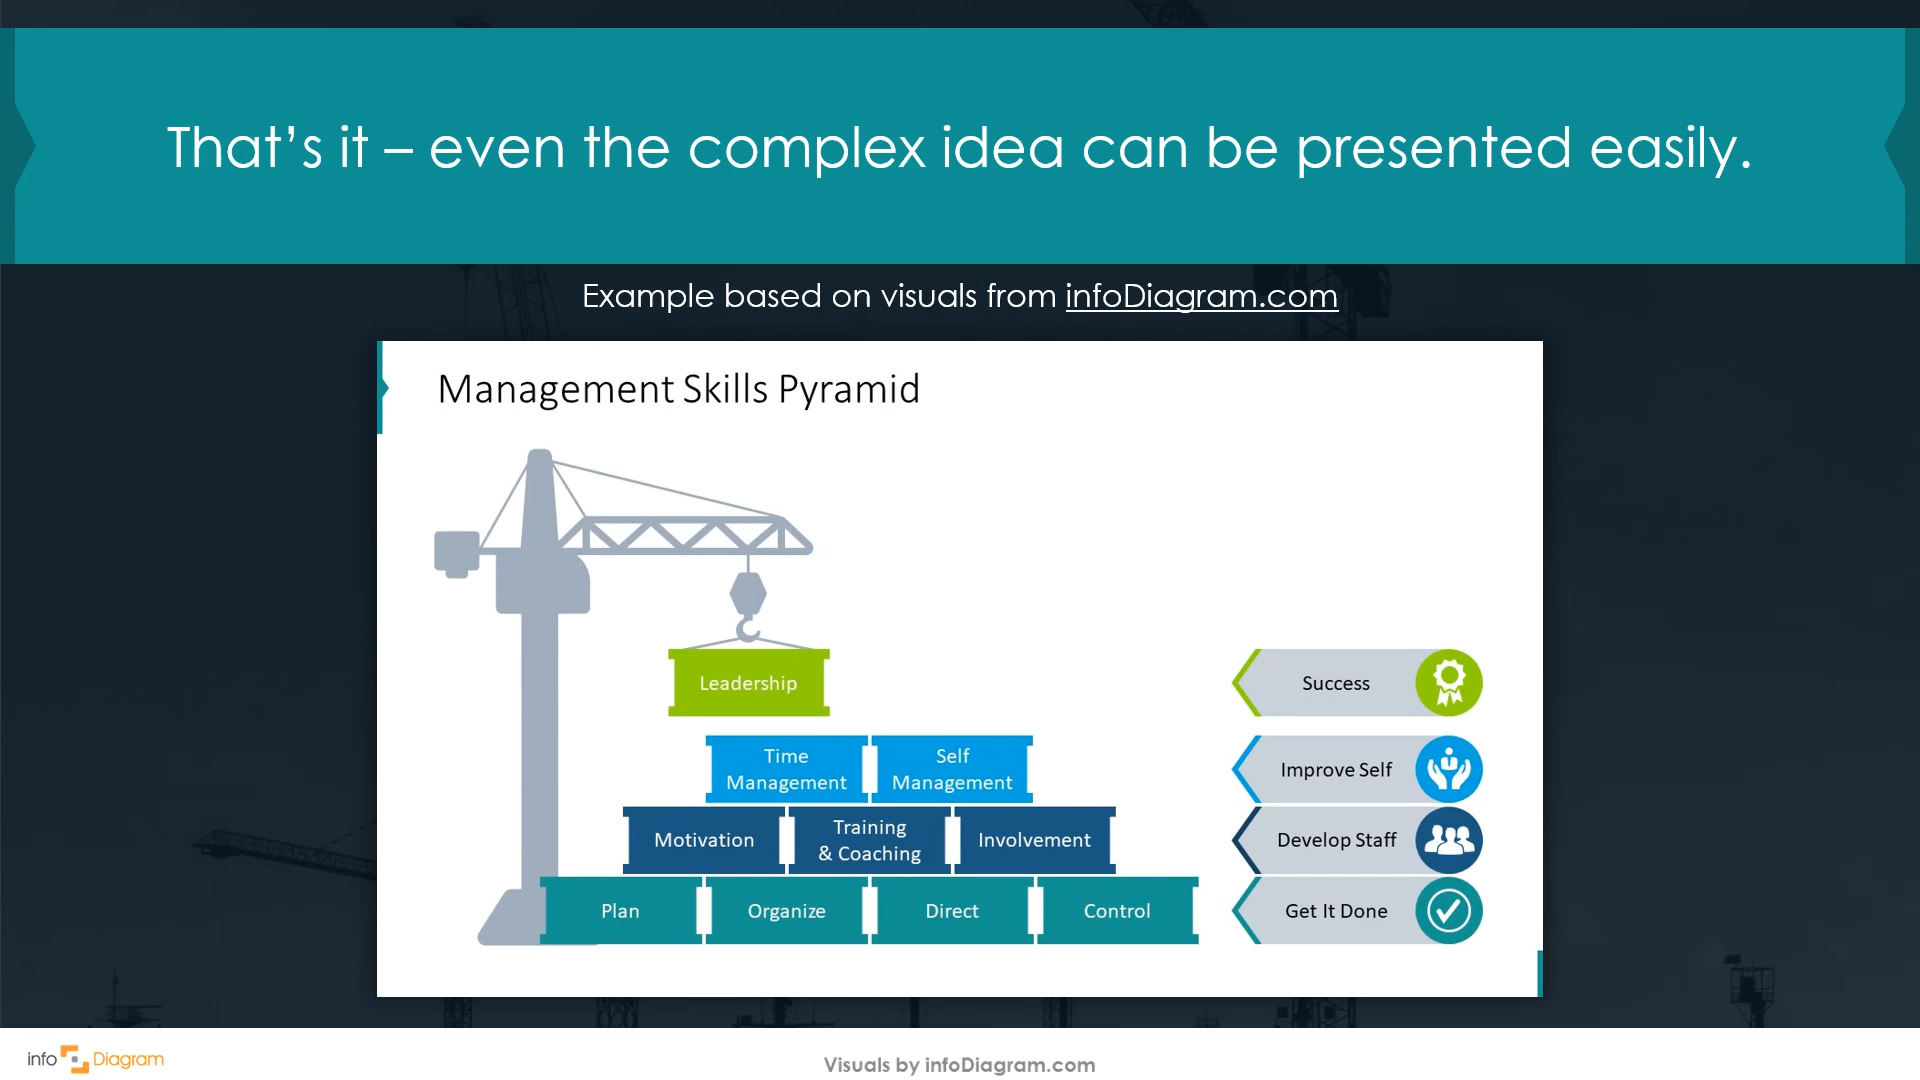 That’s it – even the complex idea can be presented easily.
Example based on visuals from infoDiagram.com
Management Skills Pyramid
Leadership
Success
Time
Management
Self
Management
Improve Self
Motivation
Training
& Coaching
Involvement
Develop Staff
Plan
Organize
Direct
Control
Get It Done
info Diagram
Visuals by infoDiagram.com